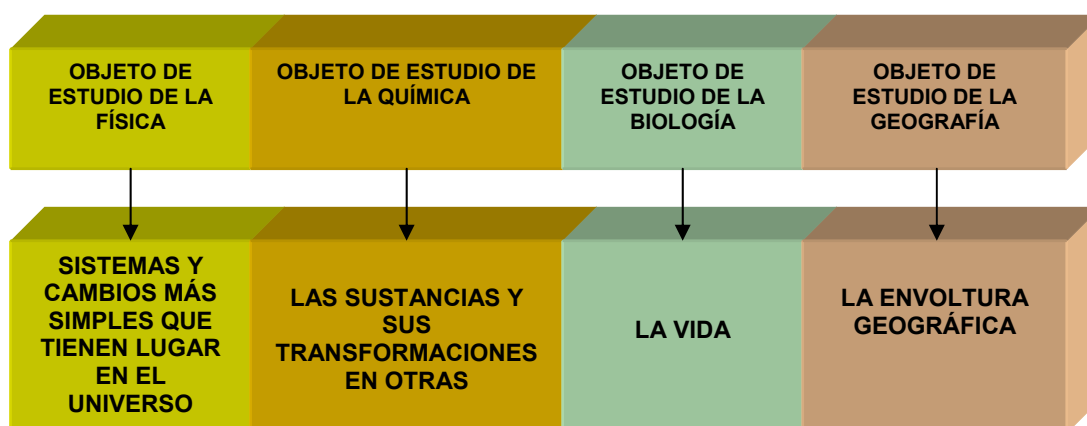 OBJETO DE
ESTUDIO DE LA
FÍSICA
OBJETO DE ESTUDIO DE
LA QUÍMICA
OBJETO DE
ESTUDIO DE LA
BIOLOGÍA
OBJETO DE
ESTUDIO DE LA
GEOGRAFÍA
SISTEMAS Y
CAMBIOS MÁS
SIMPLES QUE
TIENEN LUGAR
EN EL
UNIVERSO
LAS SUSTANCIAS Y
SUS
TRANSFORMACIONES
EN OTRAS
LA VIDA
LA ENVOLTURA
GEOGRÁFICA